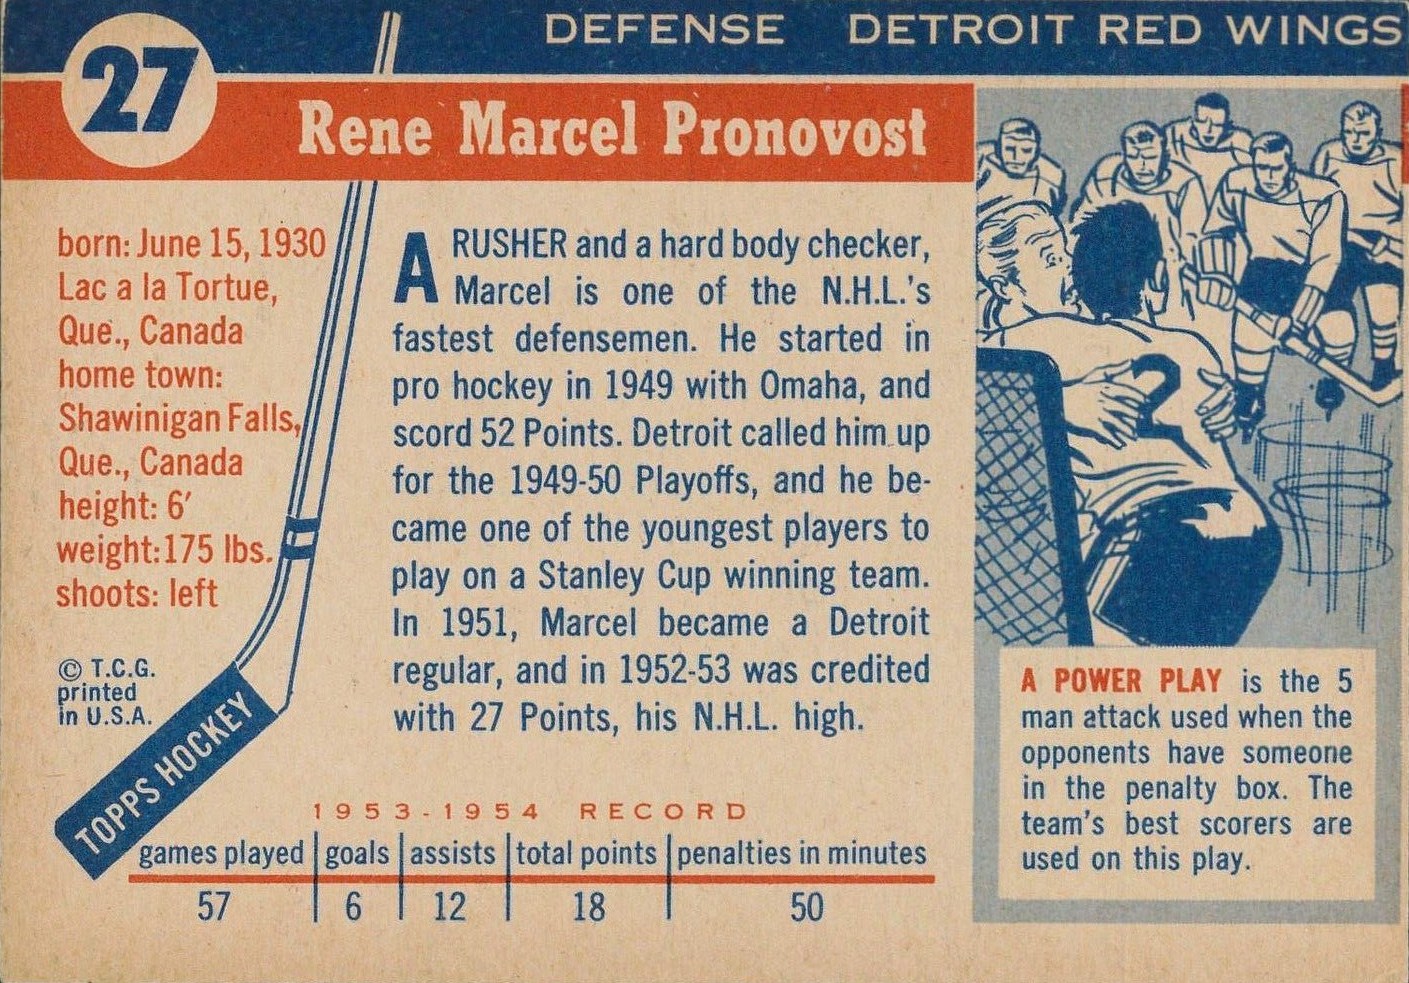 DEFENSE DETROIT RED WINGS
27
Rene Marcel Pronovost
born: June 15, 1930
Lac a la Tortue,
Que., Canada
home town:
Shawinigan Falls,
Que., Canada
height: 6′
weight: 175 lbs.
shoots: left
© T.C.G.
printed
in U.S.A.
TOPPS HOCKEY
A RUSHER and a hard body checker,
Marcel is one of the N.H.L.'s
fastest defensemen. He started in
pro hockey in 1949 with Omaha, and
scord 52 Points. Detroit called him up
for the 1949-50 Playoffs, and he be-
came one of the youngest players to
play on a Stanley Cup winning team.
In 1951, Marcel became a Detroit
regular, and in 1952-53 was credited
with 27 Points, his N.H.L. high.
1953-1954 RECORD
games played goals assists total points penalties in minutes
57 6 12 18 50
2
A POWER PLAY is the 5
man attack used when the
opponents have someone
in the penalty box. The
team's best scorers are
used on this play.